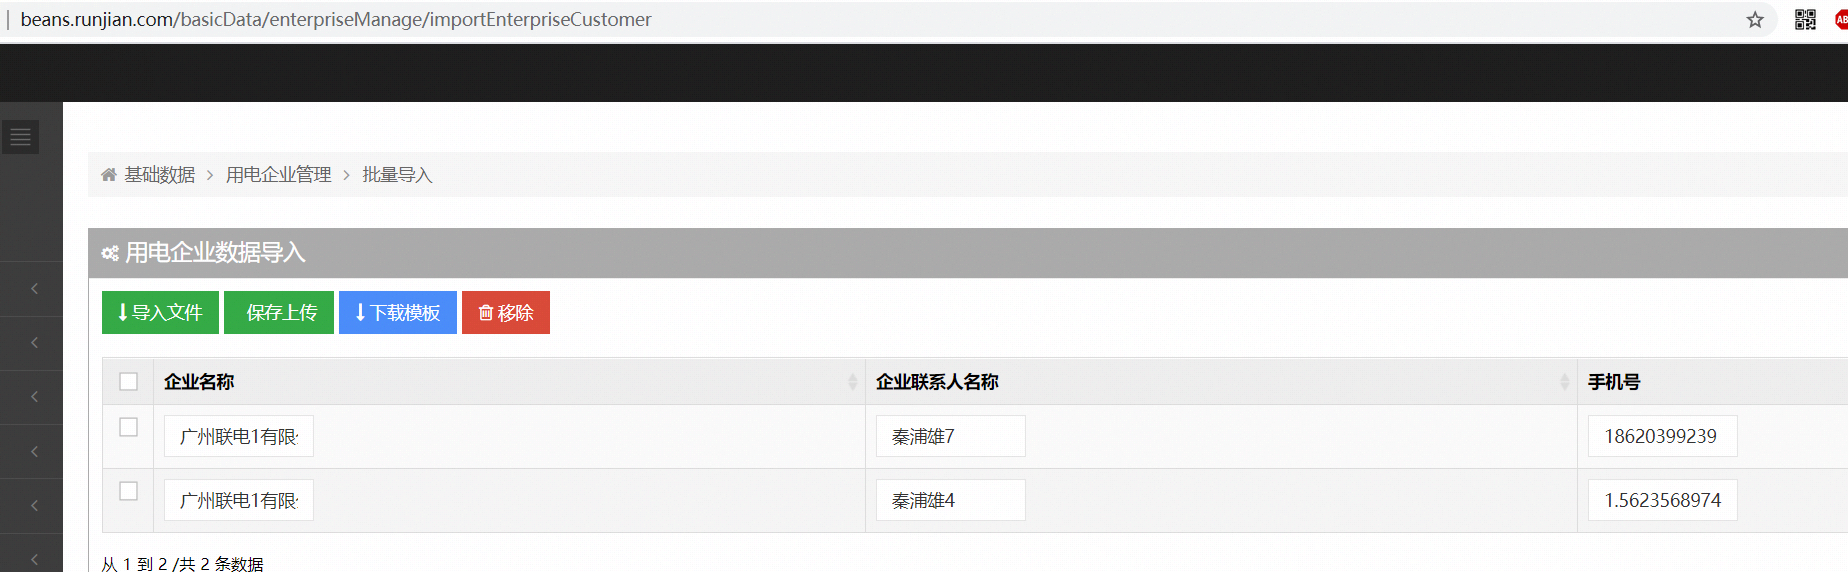 beans.runjian.com/basicData/enterpriseManage/importEnterpriseCustomer
基础数据 > 用电企业管理 > 批量导入
用电企业数据导入
导入文件 保存上传 下载模板 移除
企业名称 企业联系人名称 手机号
广州联电1有限 秦浦雄7 18620399239
广州联电1有限 秦浦雄4 1.5623568974
从 1 到 2 /共 2 条数据